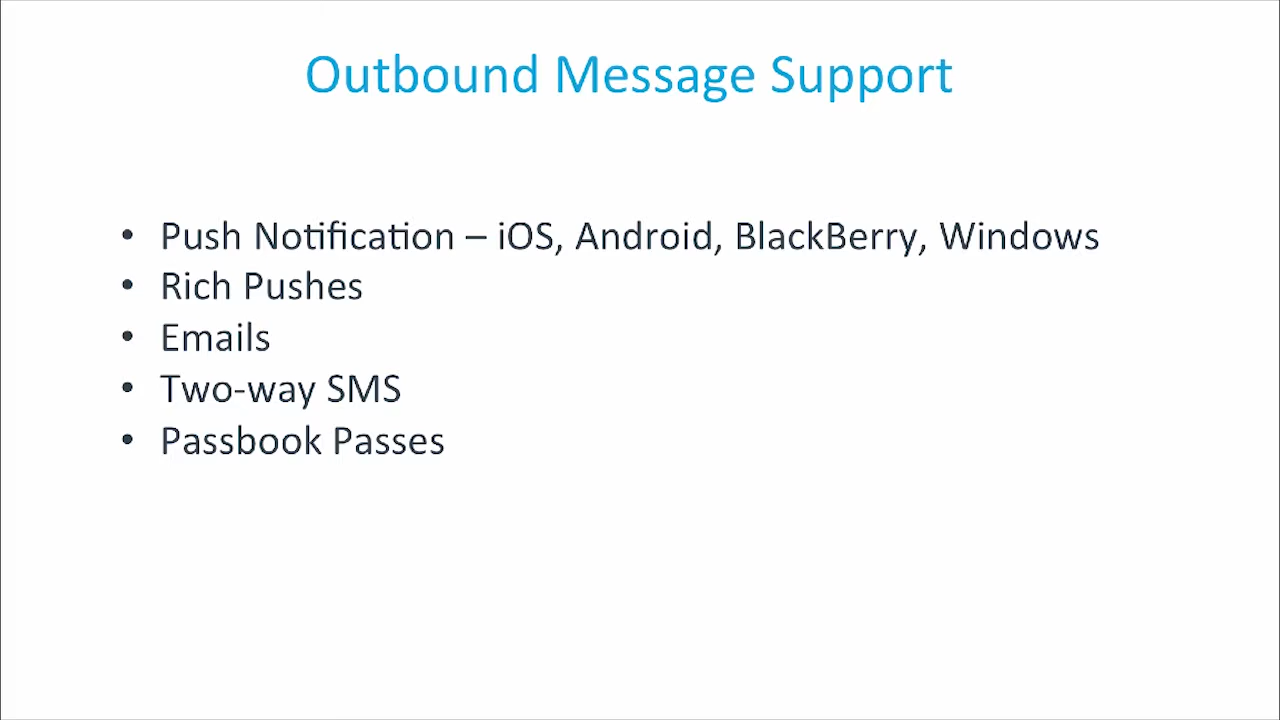 Outbound Message Support
• Push Notification – iOS, Android, BlackBerry, Windows
• Rich Pushes
• Emails
• Two-way SMS
• Passbook Passes